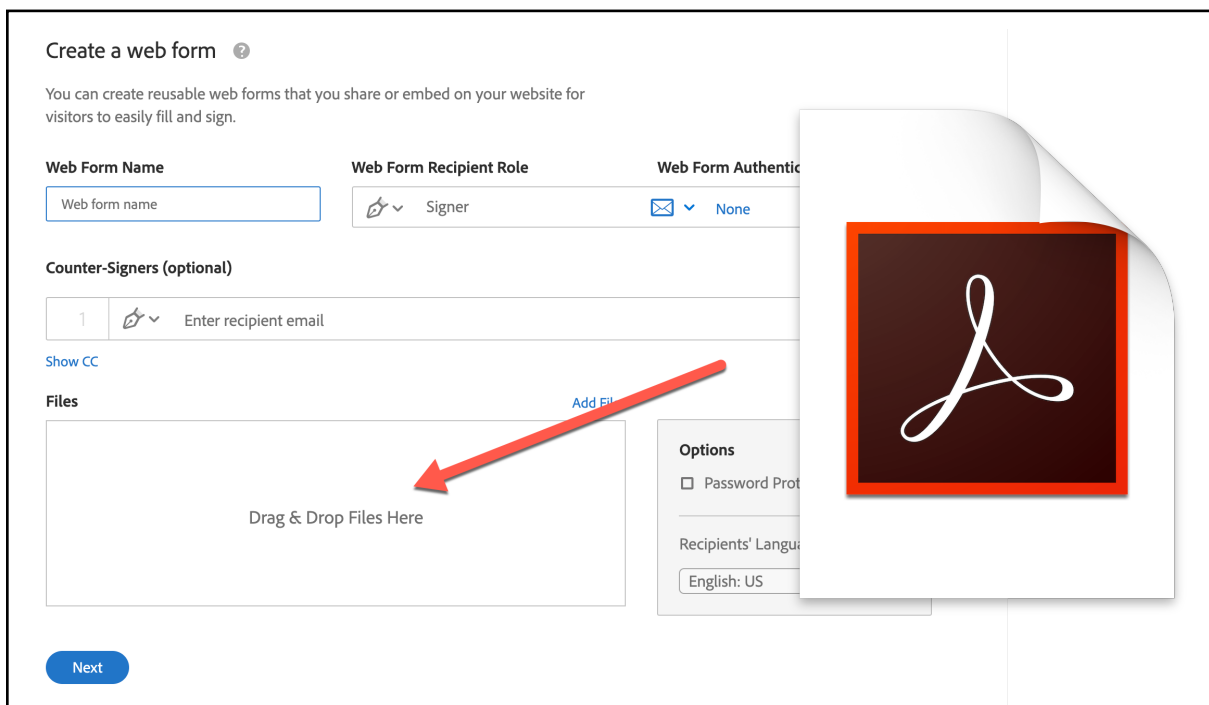 Create a web form
You can create reusable web forms that you share or embed on your website for
visitors to easily fill and sign.
Web Form Name
Web Form Recipient Role
Web Form Authentic
Web form name
Signer
None
Counter-Signers (optional)
1
Enter recipient email
Show CC
Files
Add Fil
Drag & Drop Files Here
Options
Password Prot
Recipients' Langua
English: US
Next